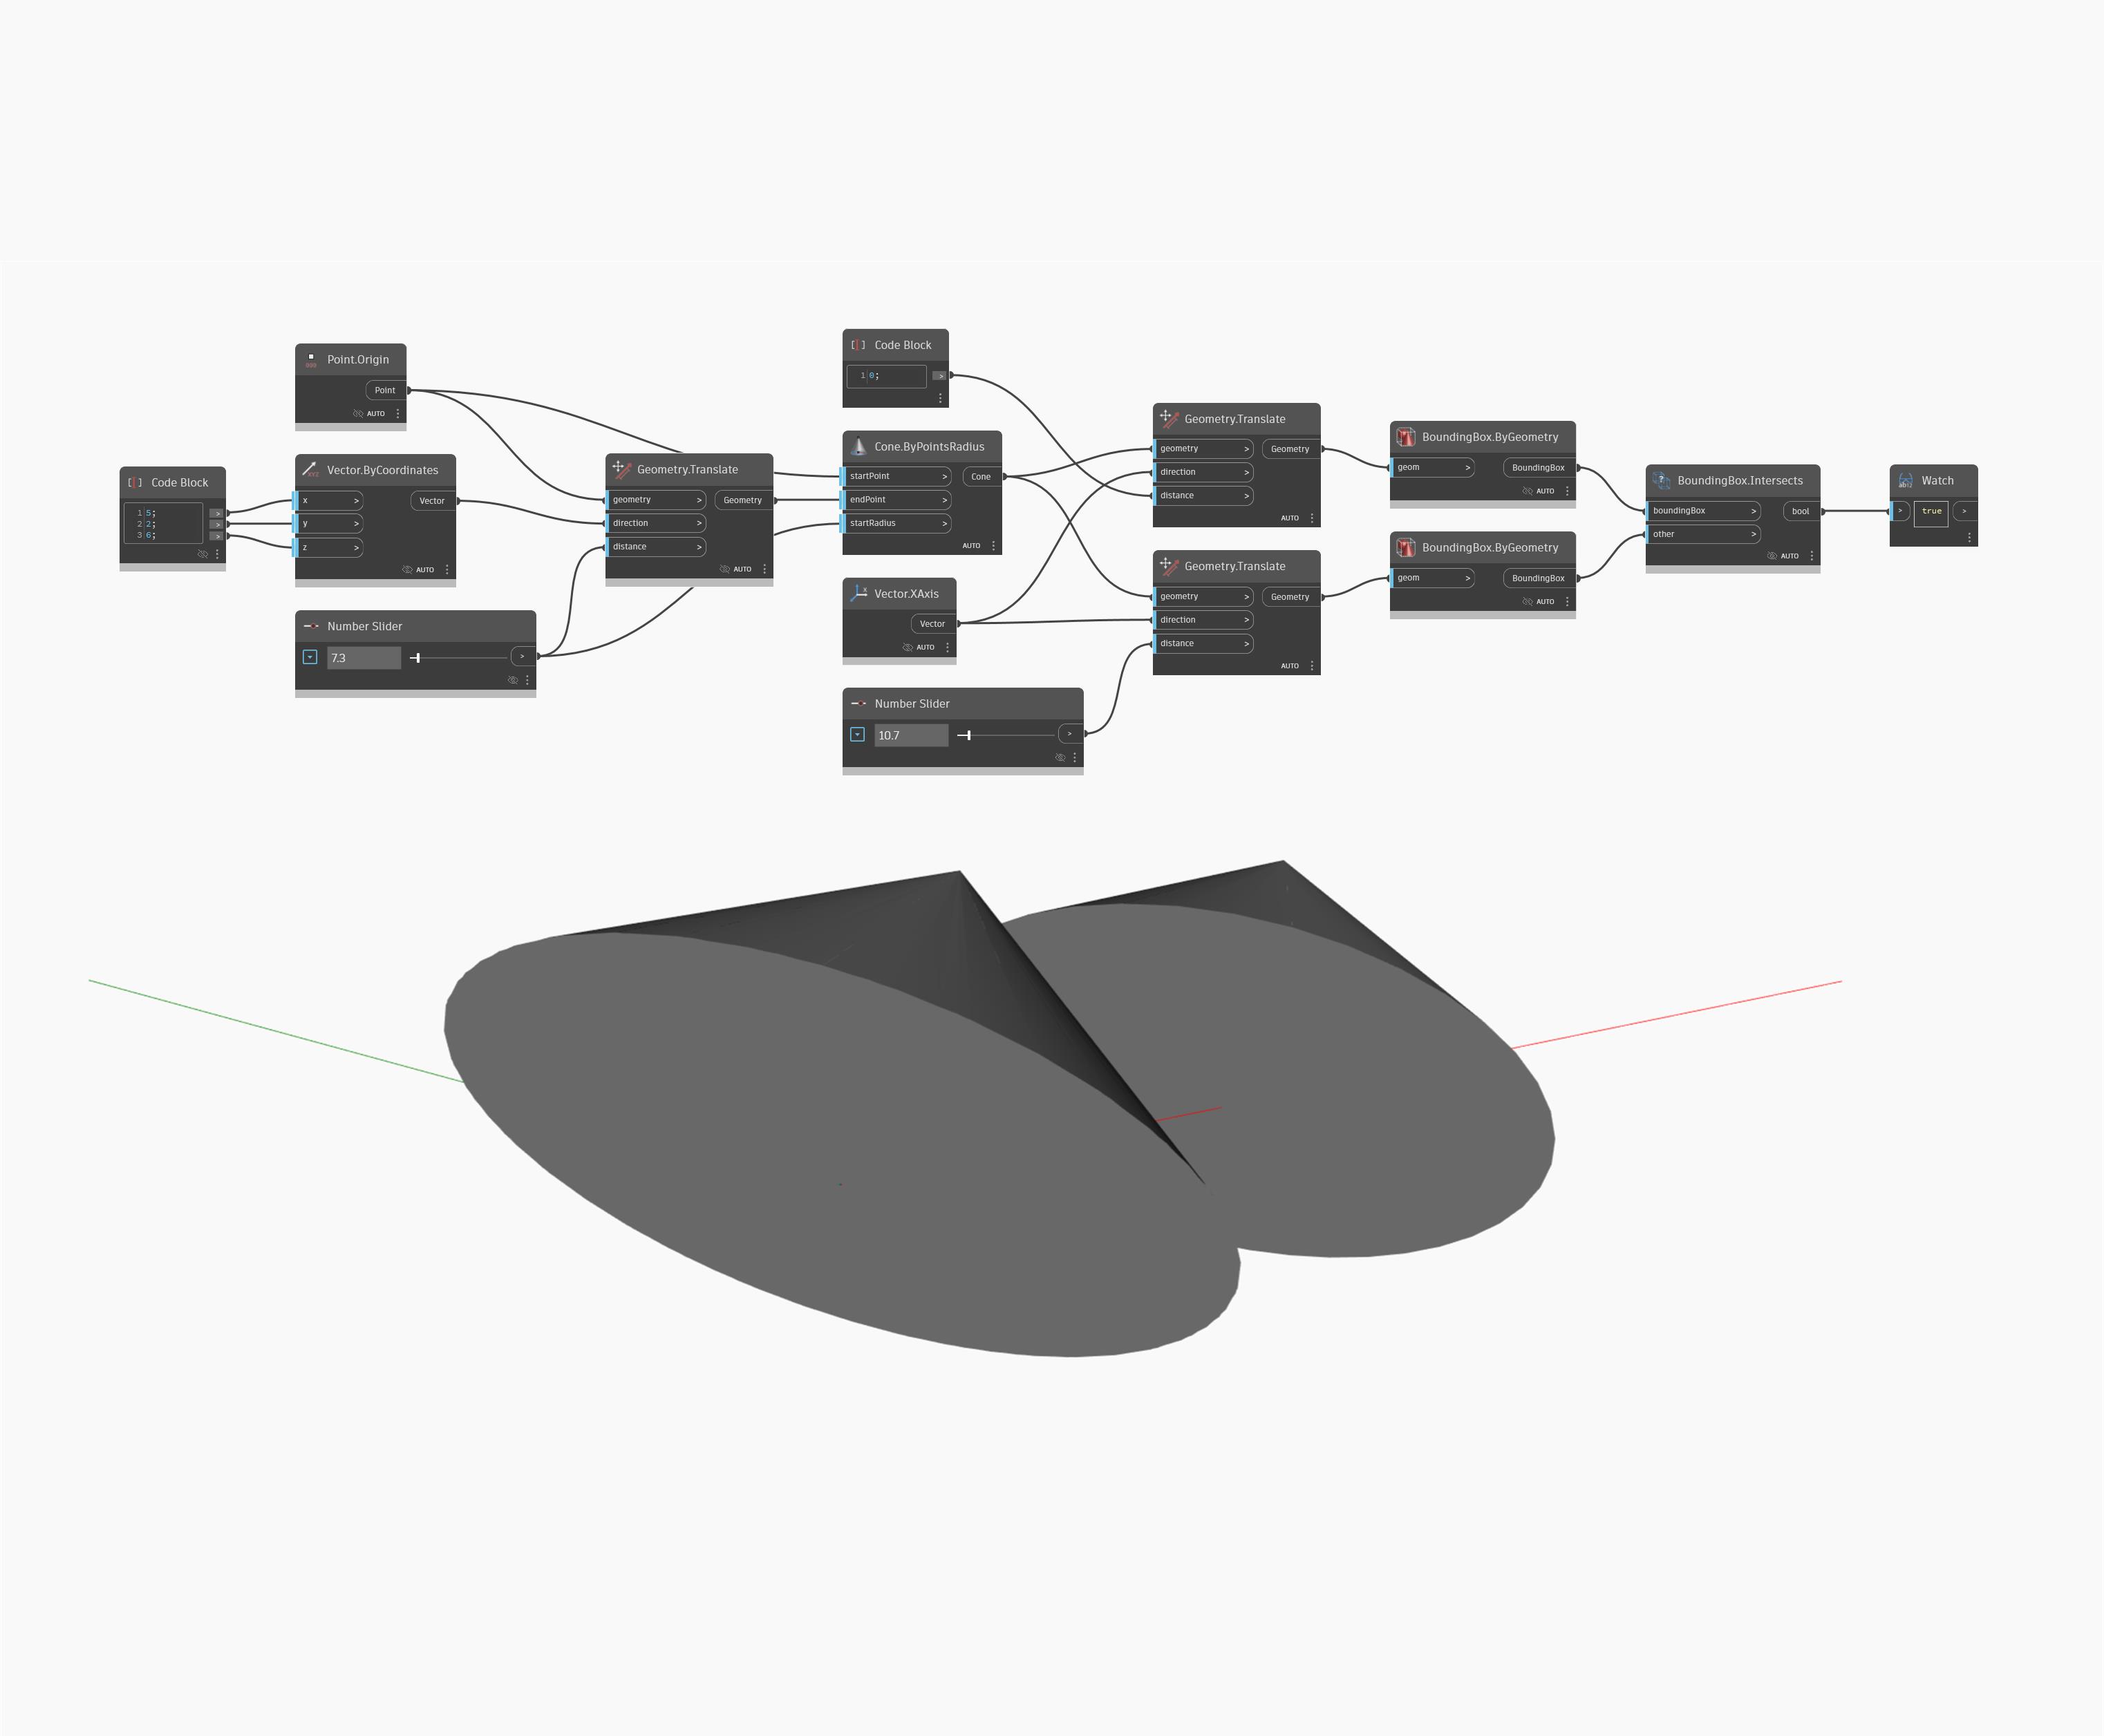 Point.Origin
Point
AUTO
Code Block
1 5;
2 2;
3 6;
>
>
>
Vector.ByCoordinates
x >
Vector
y >
z >
AUTO
Number Slider
7.3
>
Geometry.Translate
geometry >
Geometry
direction >
distance >
AUTO
Code Block
1 0;
>
Cone.ByPointsRadius
startPoint >
Cone
endPoint >
startRadius >
AUTO
Vector.XAxis
Vector
AUTO
Number Slider
10.7
>
Geometry.Translate
geometry >
Geometry
direction >
distance >
AUTO
Geometry.Translate
geometry >
Geometry
direction >
distance >
AUTO
BoundingBox.ByGeometry
geom >
BoundingBox
AUTO
BoundingBox.ByGeometry
geom >
BoundingBox
AUTO
BoundingBox.Intersects
boundingBox >
bool
other >
AUTO
Watch
>
true
>